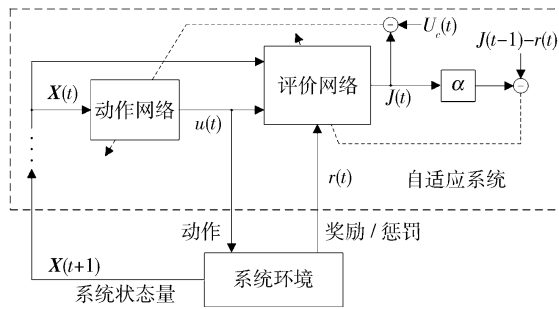 U_c(t)
J(t−1)−r(t)
X(t)
动作网络
u(t)
评价网络
J(t)
α
r(t)
自适应系统
动作
奖励 / 惩罚
X(t+1)
系统状态量
系统环境